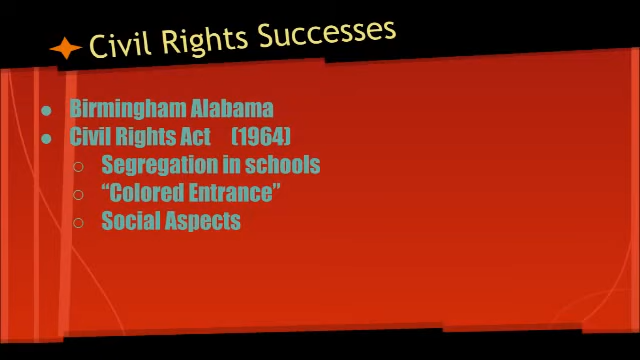 Civil Rights Successes
Birmingham Alabama
Civil Rights Act (1964)
Segregation in schools
“Colored Entrance”
Social Aspects